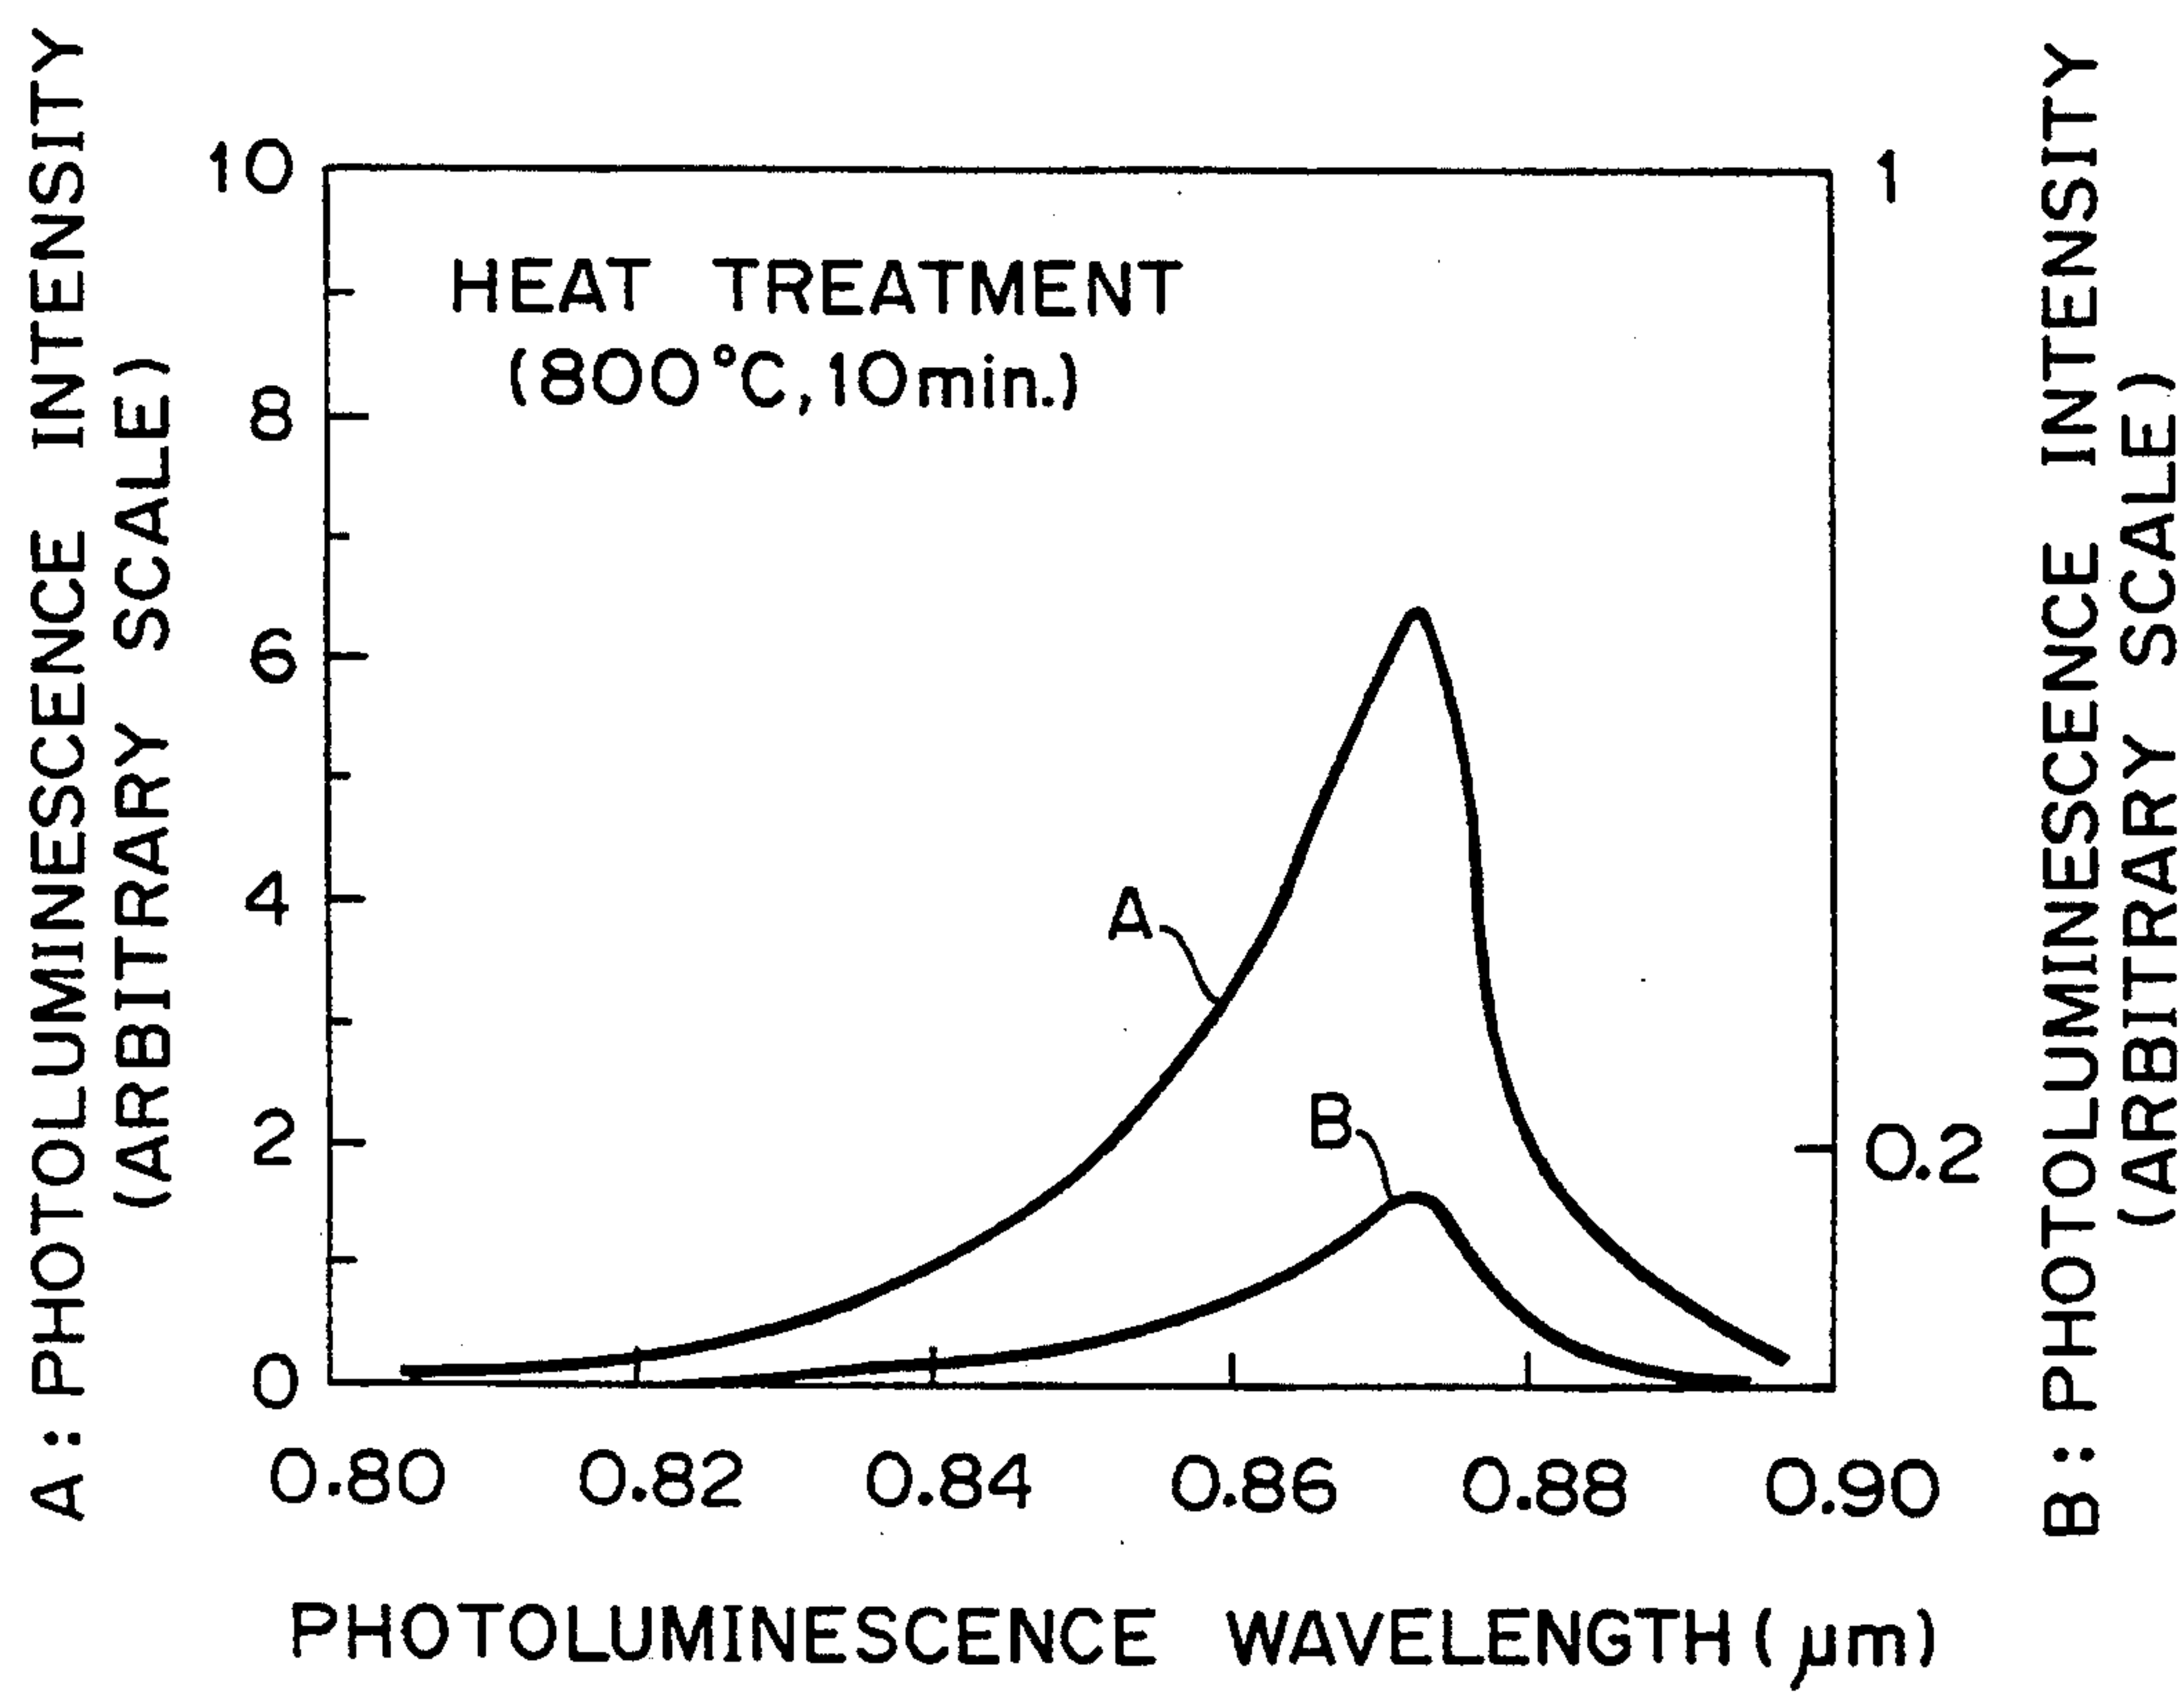 A: PHOTOLUMINESCENCE INTENSITY
(ARBITRARY SCALE)
10
8
6
4
2
0
HEAT TREATMENT
(800°C, 10min.)
A
B
1
0.2
B: PHOTOLUMINESCENCE INTENSITY
(ARBITRARY SCALE)
0.80 0.82 0.84 0.86 0.88 0.90
PHOTOLUMINESCENCE WAVELENGTH (μm)